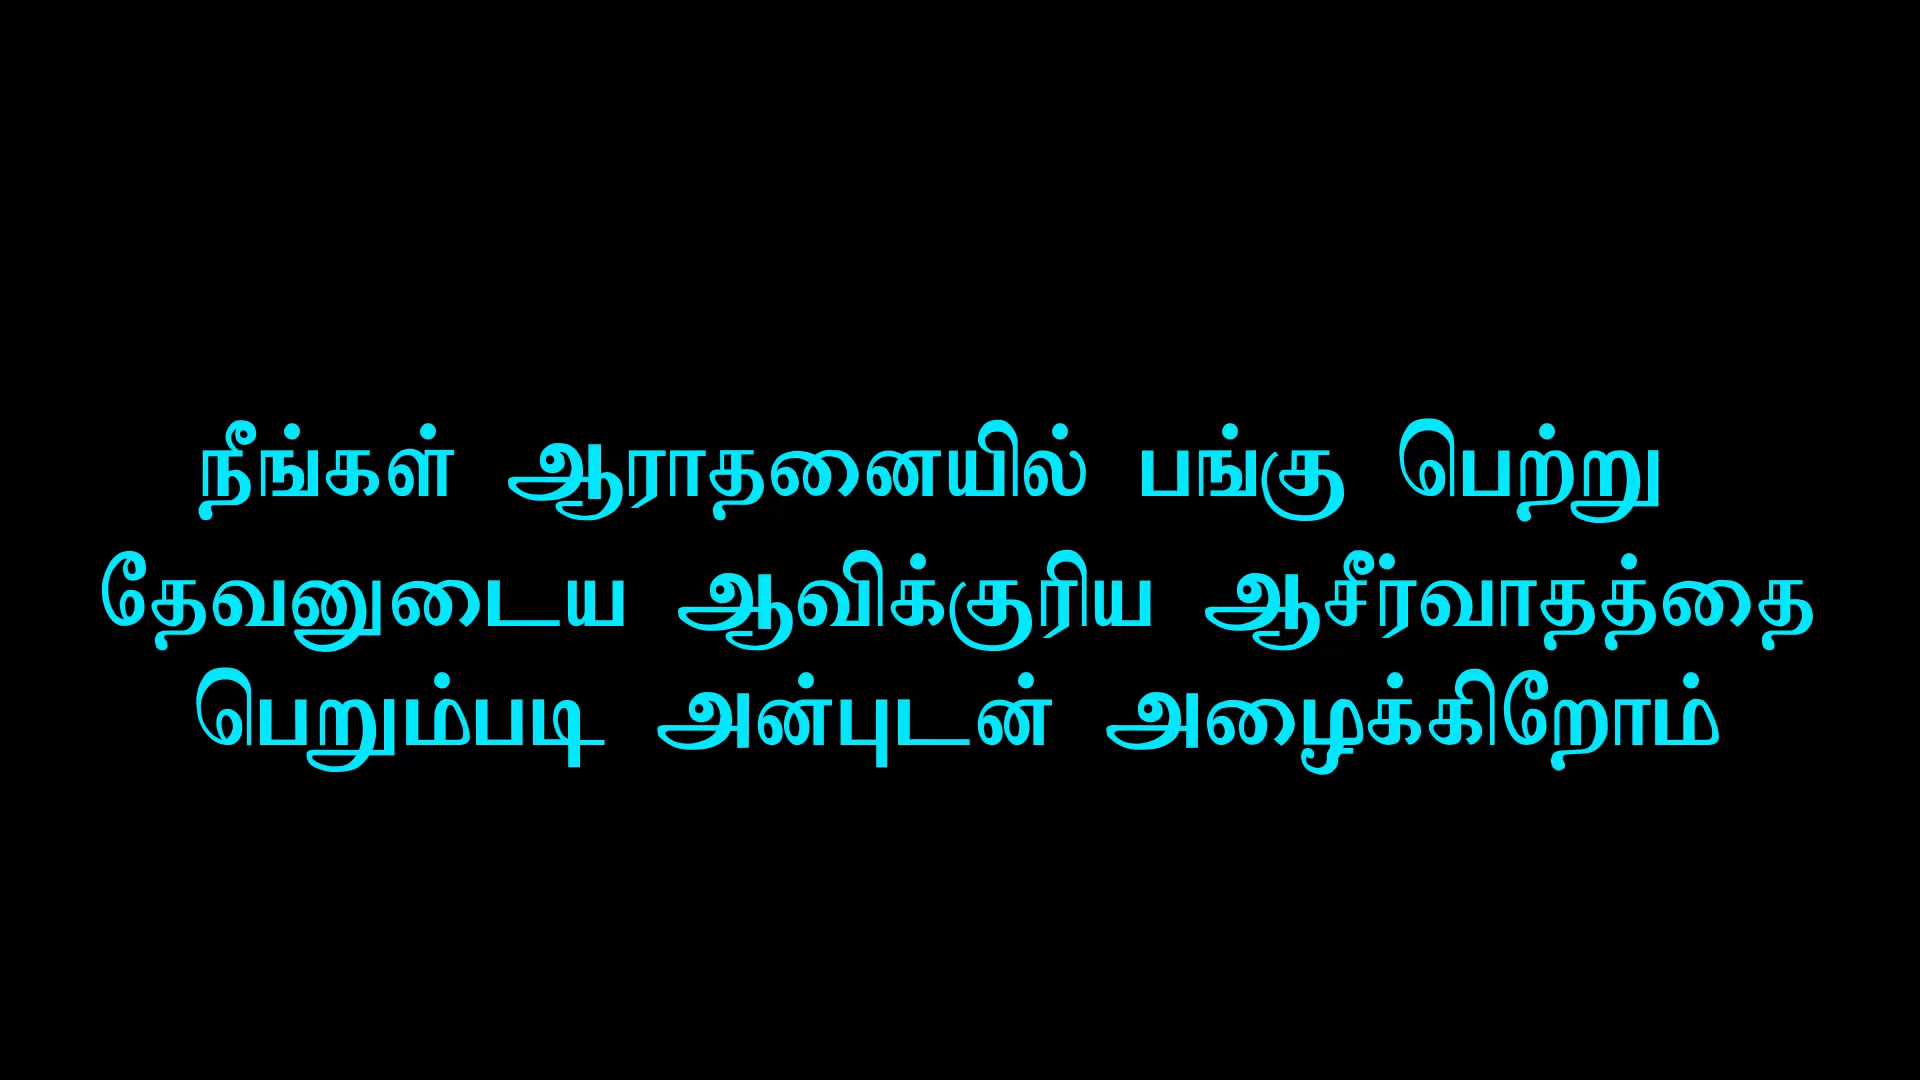 நீங்கள் ஆராதனையில் பங்கு பெற்று
தேவனுடைய ஆவிக்குரிய ஆசீர்வாதத்தை
பெறும்படி அன்புடன் அழைக்கிறோம்